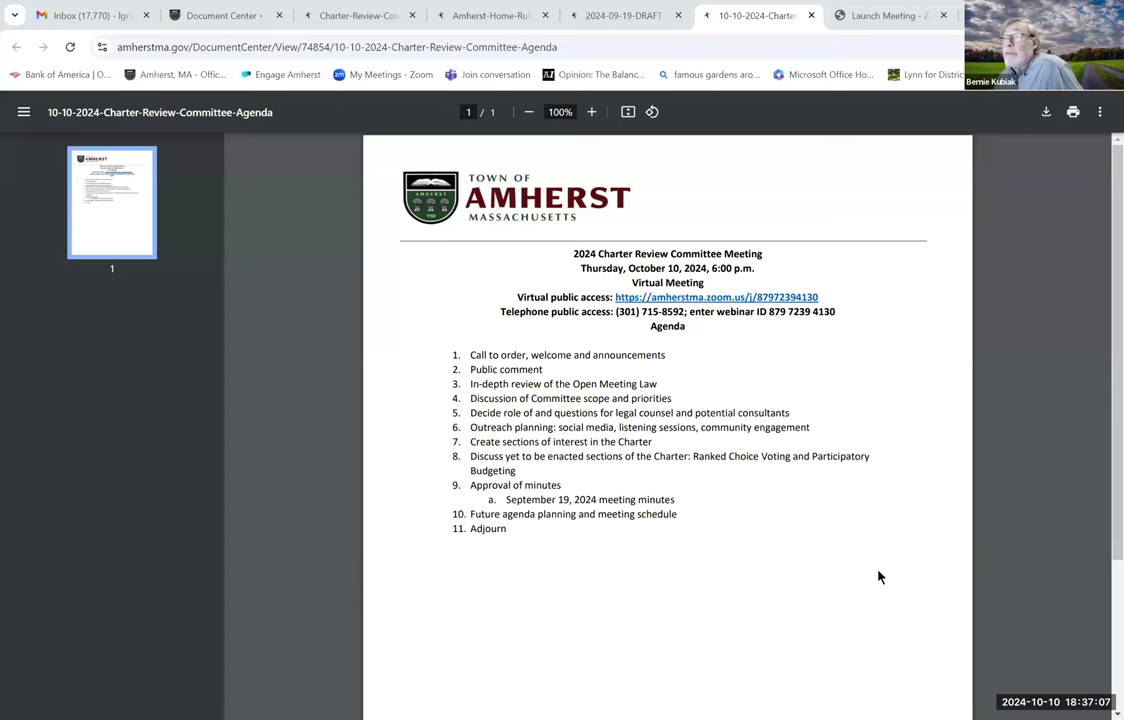 Inbox (17,770) - lgri
Document Center -
Charter-Review-Con
Amherst-Home-Ru
2024-09-19-DRAFT
10-10-2024-Charter
Launch Meeting - Z
amherstma.gov/DocumentCenter/View/74854/10-10-2024-Charter-Review-Committee-Agenda
Bank of America | O...
Amherst, MA - Offic...
Engage Amherst
My Meetings - Zoom
Join conversation
Opinion: The Balanc...
famous gardens aro...
Microsoft Office Ho...
Lynn for Distri
Bernie Kubiak
10-10-2024-Charter-Review-Committee-Agenda
1 / 1
100%
TOWN OF
AMHERST
MASSACHUSETTS
AMHERST
2024 Charter Review Committee Meeting
Thursday, October 10, 2024, 6:00 p.m.
Virtual Meeting
Virtual public access: https://amherstma.zoom.us/j/87972394130
Telephone public access: (301) 715-8592; enter webinar ID 879 7239 4130
Agenda
1. Call to order, welcome and announcements
2. Public comment
3. In-depth review of the Open Meeting Law
4. Discussion of Committee scope and priorities
5. Decide role of and questions for legal counsel and potential consultants
6. Outreach planning: social media, listening sessions, community engagement
7. Create sections of interest in the Charter
8. Discuss yet to be enacted sections of the Charter: Ranked Choice Voting and Participatory
Budgeting
9. Approval of minutes
a. September 19, 2024 meeting minutes
10. Future agenda planning and meeting schedule
11. Adjourn
1
2024-10-10 18:37:07